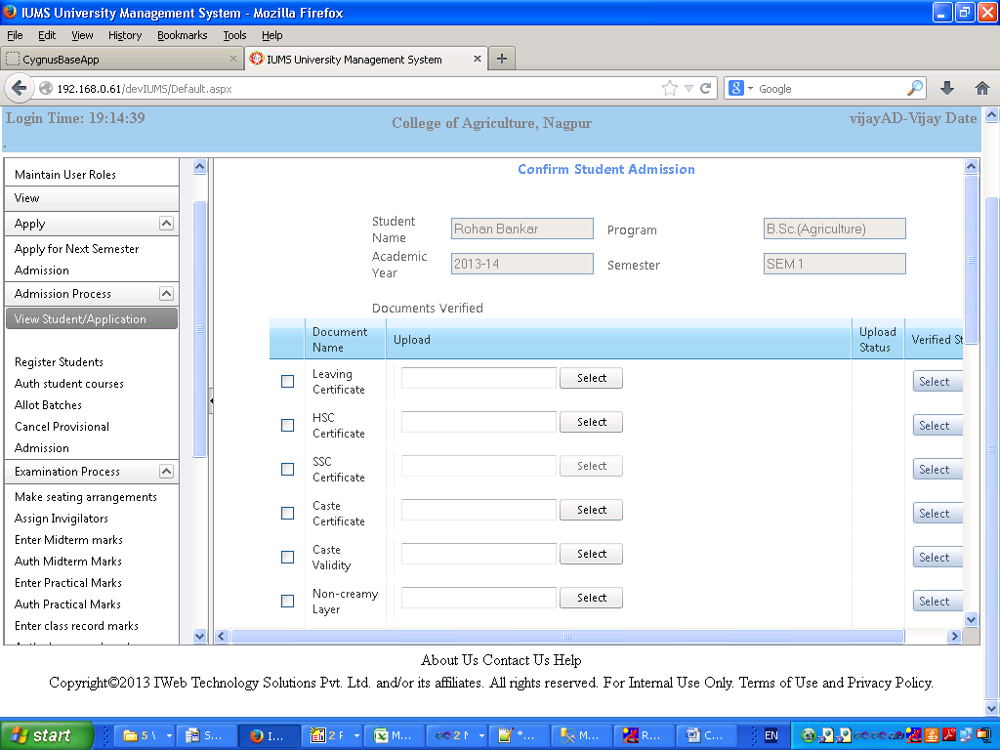 IUMS University Management System - Mozilla Firefox
File Edit View History Bookmarks Tools Help
CygnusBaseApp
IUMS University Management System
192.168.0.61/devIUMS/Default.aspx
Google
Login Time: 19:14:39
College of Agriculture, Nagpur
vijayAD-Vijay Date
.
Maintain User Roles
View
Apply
Apply for Next Semester
Admission
Admission Process
View Student/Application
Register Students
Auth student courses
Allot Batches
Cancel Provisional
Admission
Examination Process
Make seating arrangements
Assign Invigilators
Enter Midterm marks
Auth Midterm Marks
Enter Practical Marks
Auth Practical Marks
Enter class record marks
Confirm Student Admission
Student Name Rohan Bankar Program B.Sc.(Agriculture)
Academic Year 2013-14 Semester SEM 1
Documents Verified
Document Name Upload Upload Status Verified St
Leaving Certificate Select Select
HSC Certificate Select Select
SSC Certificate Select Select
Caste Certificate Select Select
Caste Validity Select Select
Non-creamy Layer Select Select
About Us Contact Us Help
Copyright©2013 IWeb Technology Solutions Pvt. Ltd. and/or its affiliates. All rights reserved. For Internal Use Only. Terms of Use and Privacy Policy.
start 5 \ S... I... 2 F M... 2 M *... M... R... C... EN